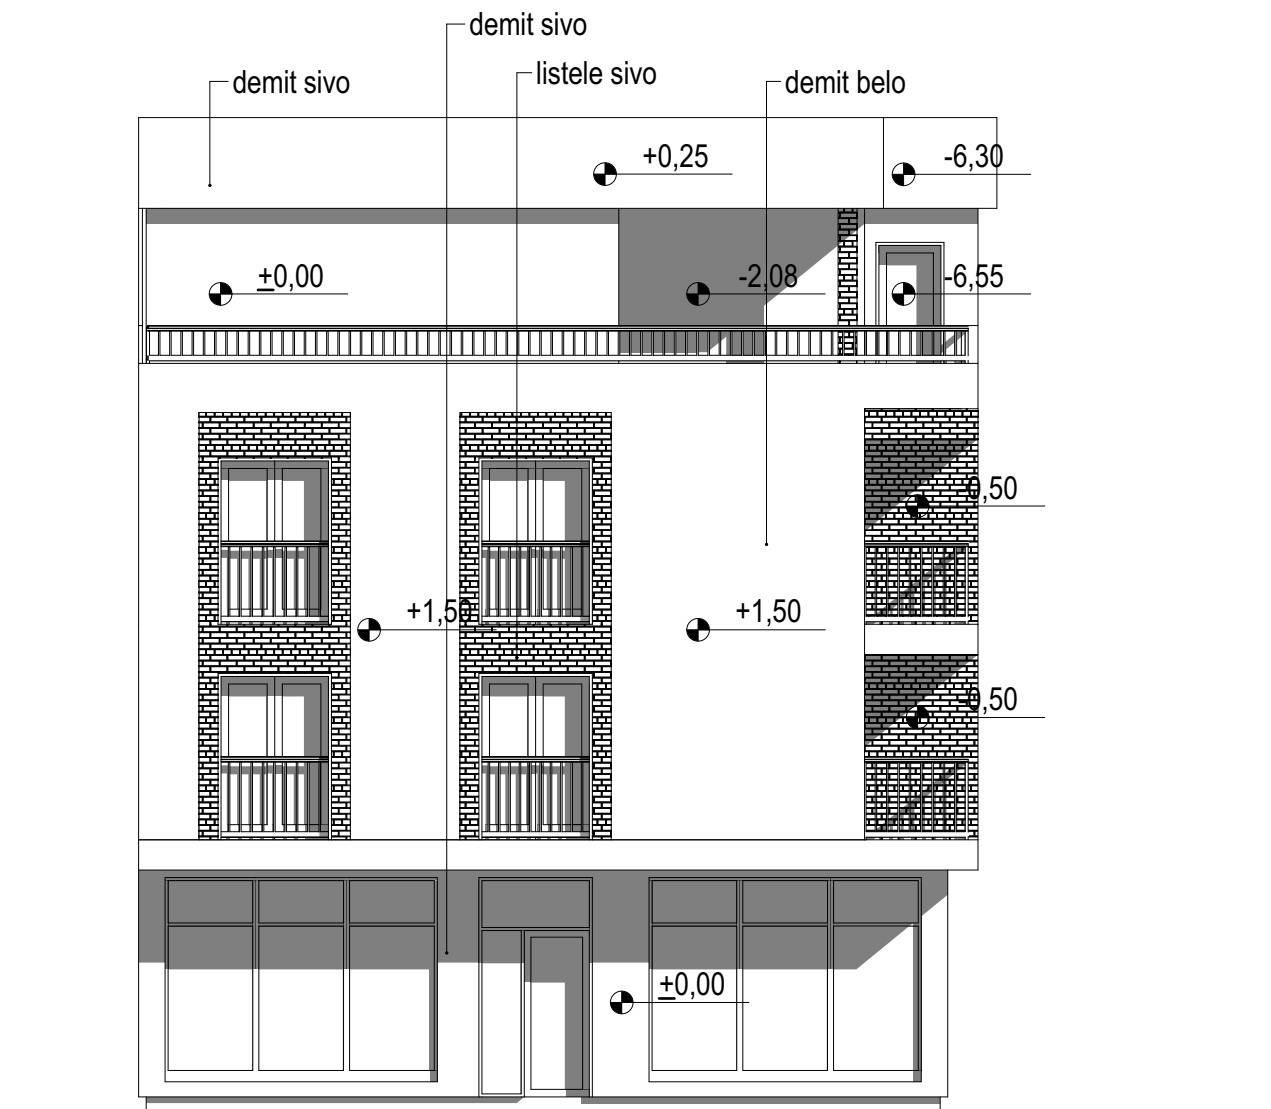 demit sivo
listele sivo
demit sivo
demit belo
+0,25
-6,30
±0,00
-2,08
-6,55
-0,50
+1,50
+1,50
-0,50
±0,00